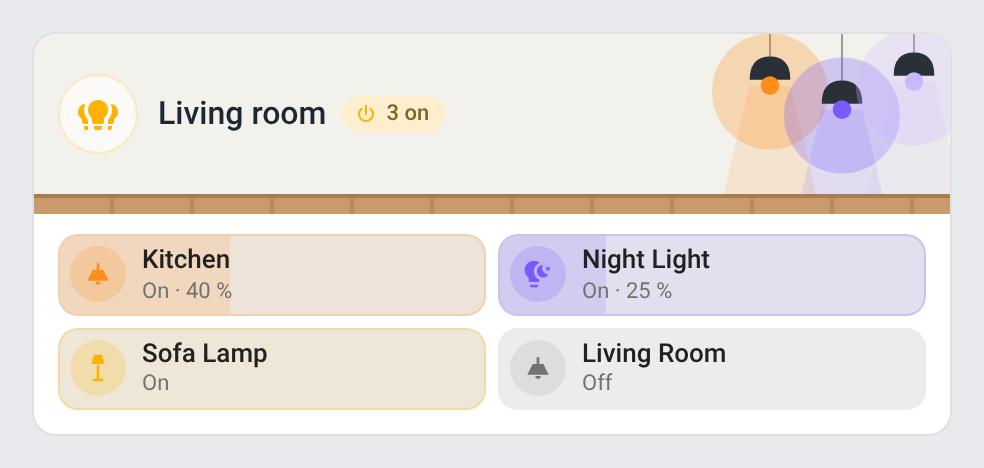 Living room
3 on
Kitchen
On · 40 %
Night Light
On · 25 %
Sofa Lamp
On
Living Room
Off